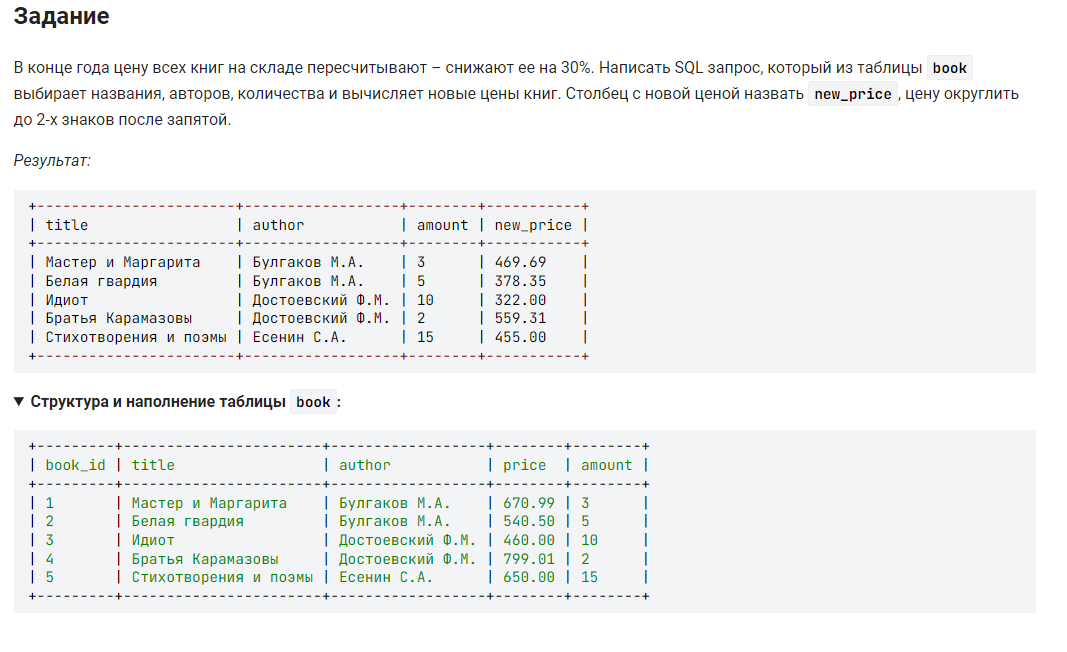 Задание
В конце года цену всех книг на складе пересчитывают – снижают ее на 30%. Написать SQL запрос, который из таблицы book
выбирает названия, авторов, количества и вычисляет новые цены книг. Столбец с новой ценой назвать new_price, цену округлить
до 2-х знаков после запятой.
Результат:
+-----------------------+------------------+--------+-----------+
| title                 | author           | amount | new_price |
+-----------------------+------------------+--------+-----------+
| Мастер и Маргарита    | Булгаков М.А.    | 3      | 469.69    |
| Белая гвардия         | Булгаков М.А.    | 5      | 378.35    |
| Идиот                 | Достоевский Ф.М. | 10     | 322.00    |
| Братья Карамазовы     | Достоевский Ф.М. | 2      | 559.31    |
| Стихотворения и поэмы | Есенин С.А.      | 15     | 455.00    |
+-----------------------+------------------+--------+-----------+
▼ Структура и наполнение таблицы book :
+---------+-----------------------+------------------+--------+--------+
| book_id | title                 | author           | price  | amount |
+---------+-----------------------+------------------+--------+--------+
| 1       | Мастер и Маргарита    | Булгаков М.А.    | 670.99 | 3      |
| 2       | Белая гвардия         | Булгаков М.А.    | 540.50 | 5      |
| 3       | Идиот                 | Достоевский Ф.М. | 460.00 | 10     |
| 4       | Братья Карамазовы     | Достоевский Ф.М. | 799.01 | 2      |
| 5       | Стихотворения и поэмы | Есенин С.А.      | 650.00 | 15     |
+---------+-----------------------+------------------+--------+--------+